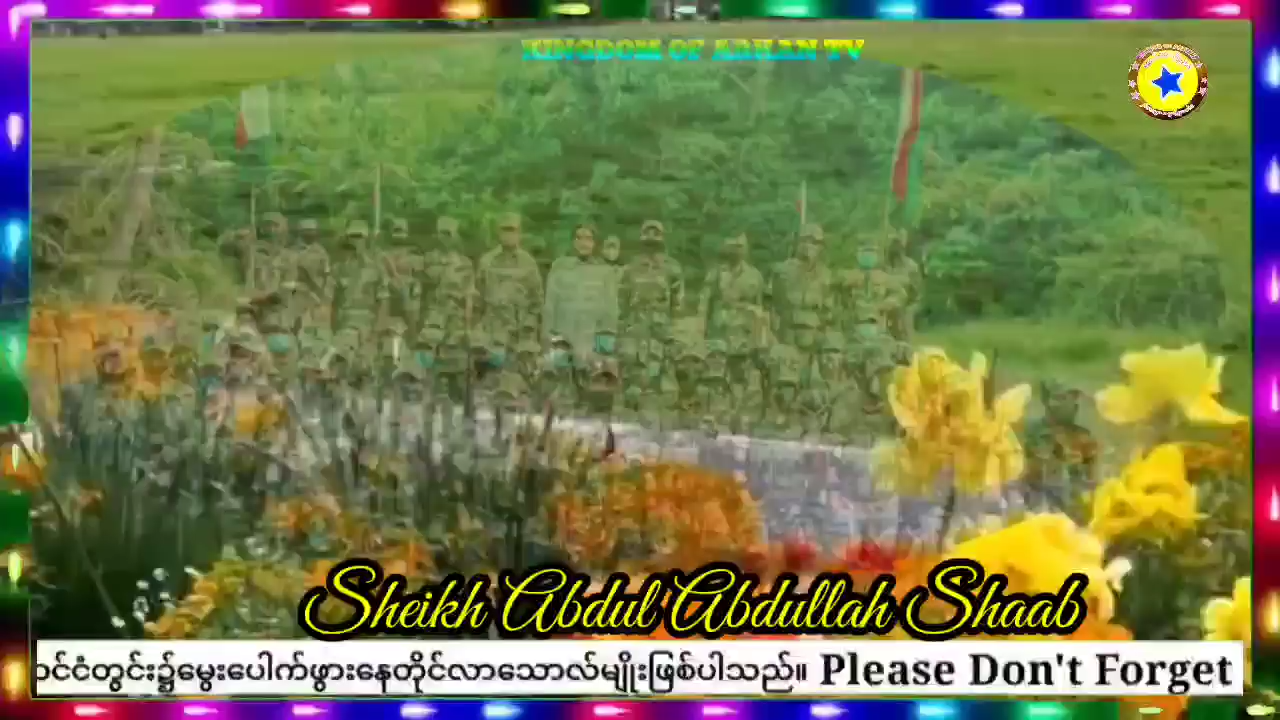 KINGDOM OF ARKAN TV
Sheikh Abdul Abdullah Shaab
ာင်ငံတွင်း၌မွေးပေါက်ဖွားနေတိုင်လာသောလ်မျိုးဖြစ်ပါသည်။ Please Don't Forget